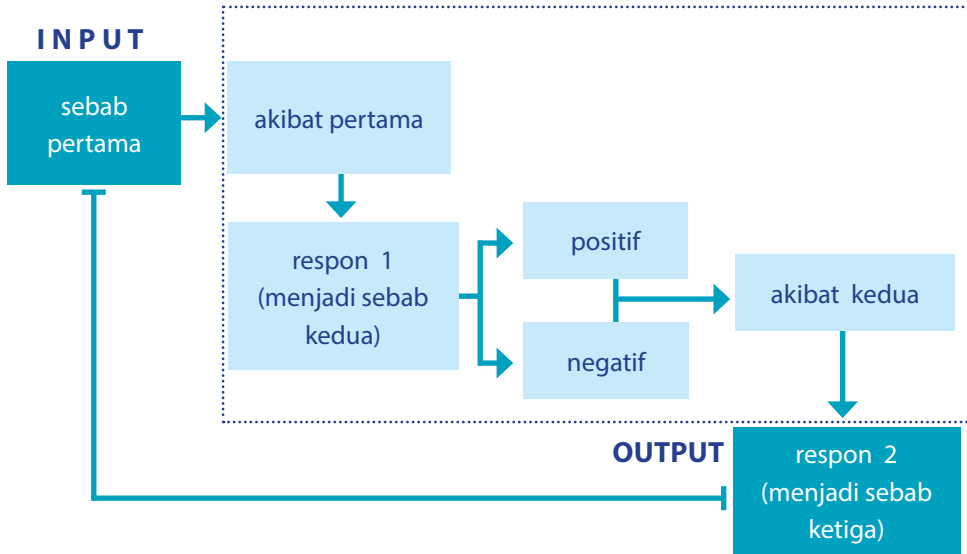 INPUT
sebab
pertama
akibat pertama
respon 1
(menjadi sebab
kedua)
positif
negatif
akibat kedua
OUTPUT
respon 2
(menjadi sebab
ketiga)